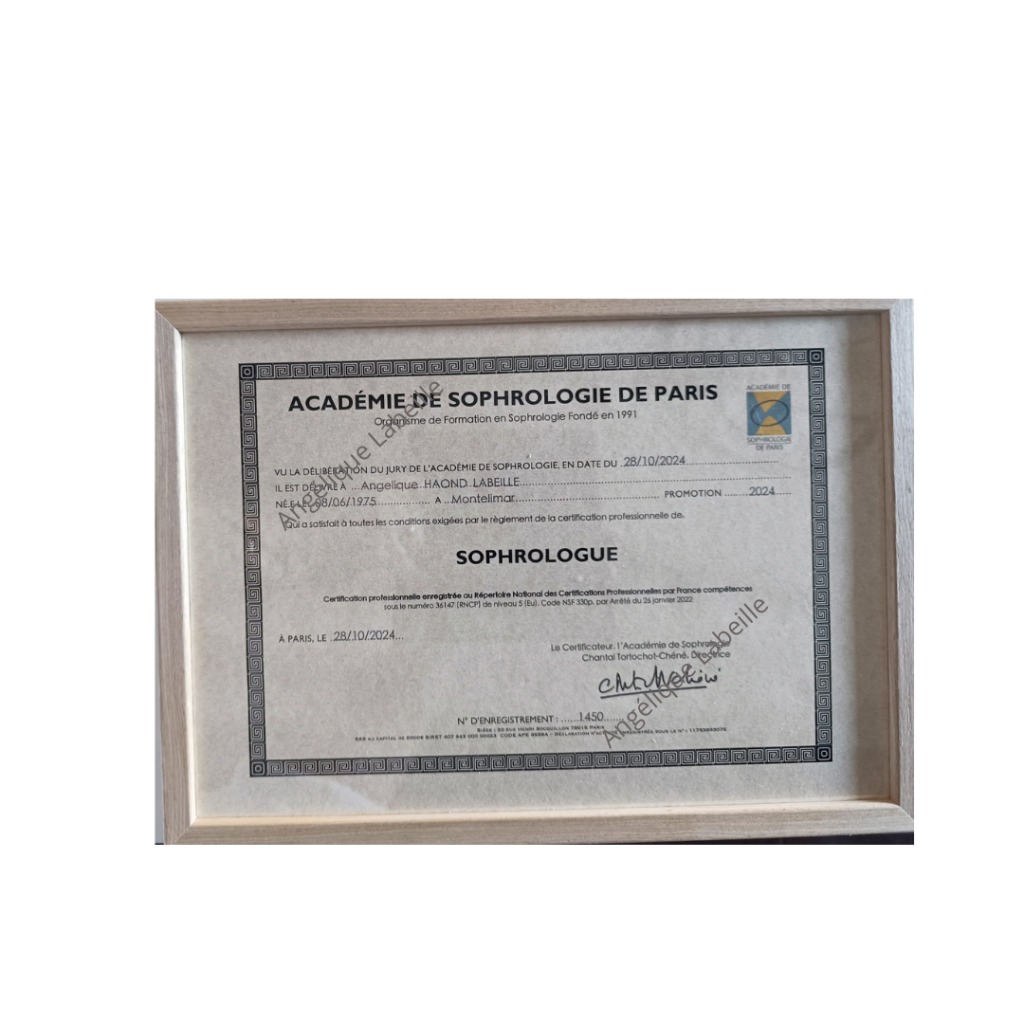 ACADÉMIE DE SOPHROLOGIE DE PARIS
Organisme de Formation en Sophrologie Fondé en 1991
ACADÉMIE DE
SOPHROLOGIE
DE PARIS
VU LA DÉLIBÉRATION DU JURY DE L'ACADÉMIE DE SOPHROLOGIE, EN DATE DU .28/10/2024
IL EST DÉLIVRÉ À ...Angelique HAOND LABEILLE
NÉ.E LE 08/06/1975 A ..Montelimar PROMOTION 2024
Qui a satisfait à toutes les conditions exigées par le règlement de la certification professionnelle de.
SOPHROLOGUE
Certification professionnelle enregistrée au Répertoire National des Certifications Professionnelles par France compétences
sous le numéro 36147 (RNCP) de niveau 5 (Eu). Code NSF 330p, par Arrêté du 26 janvier 2022
À PARIS, LE .28/10/2024...
Le Certificateur, l'Académie de Sophrologie
Chantal Tortochot-Chéné, Directrice
N° D'ENREGISTREMENT : ......1450......
Angélique Labeille
Angélique Labeille